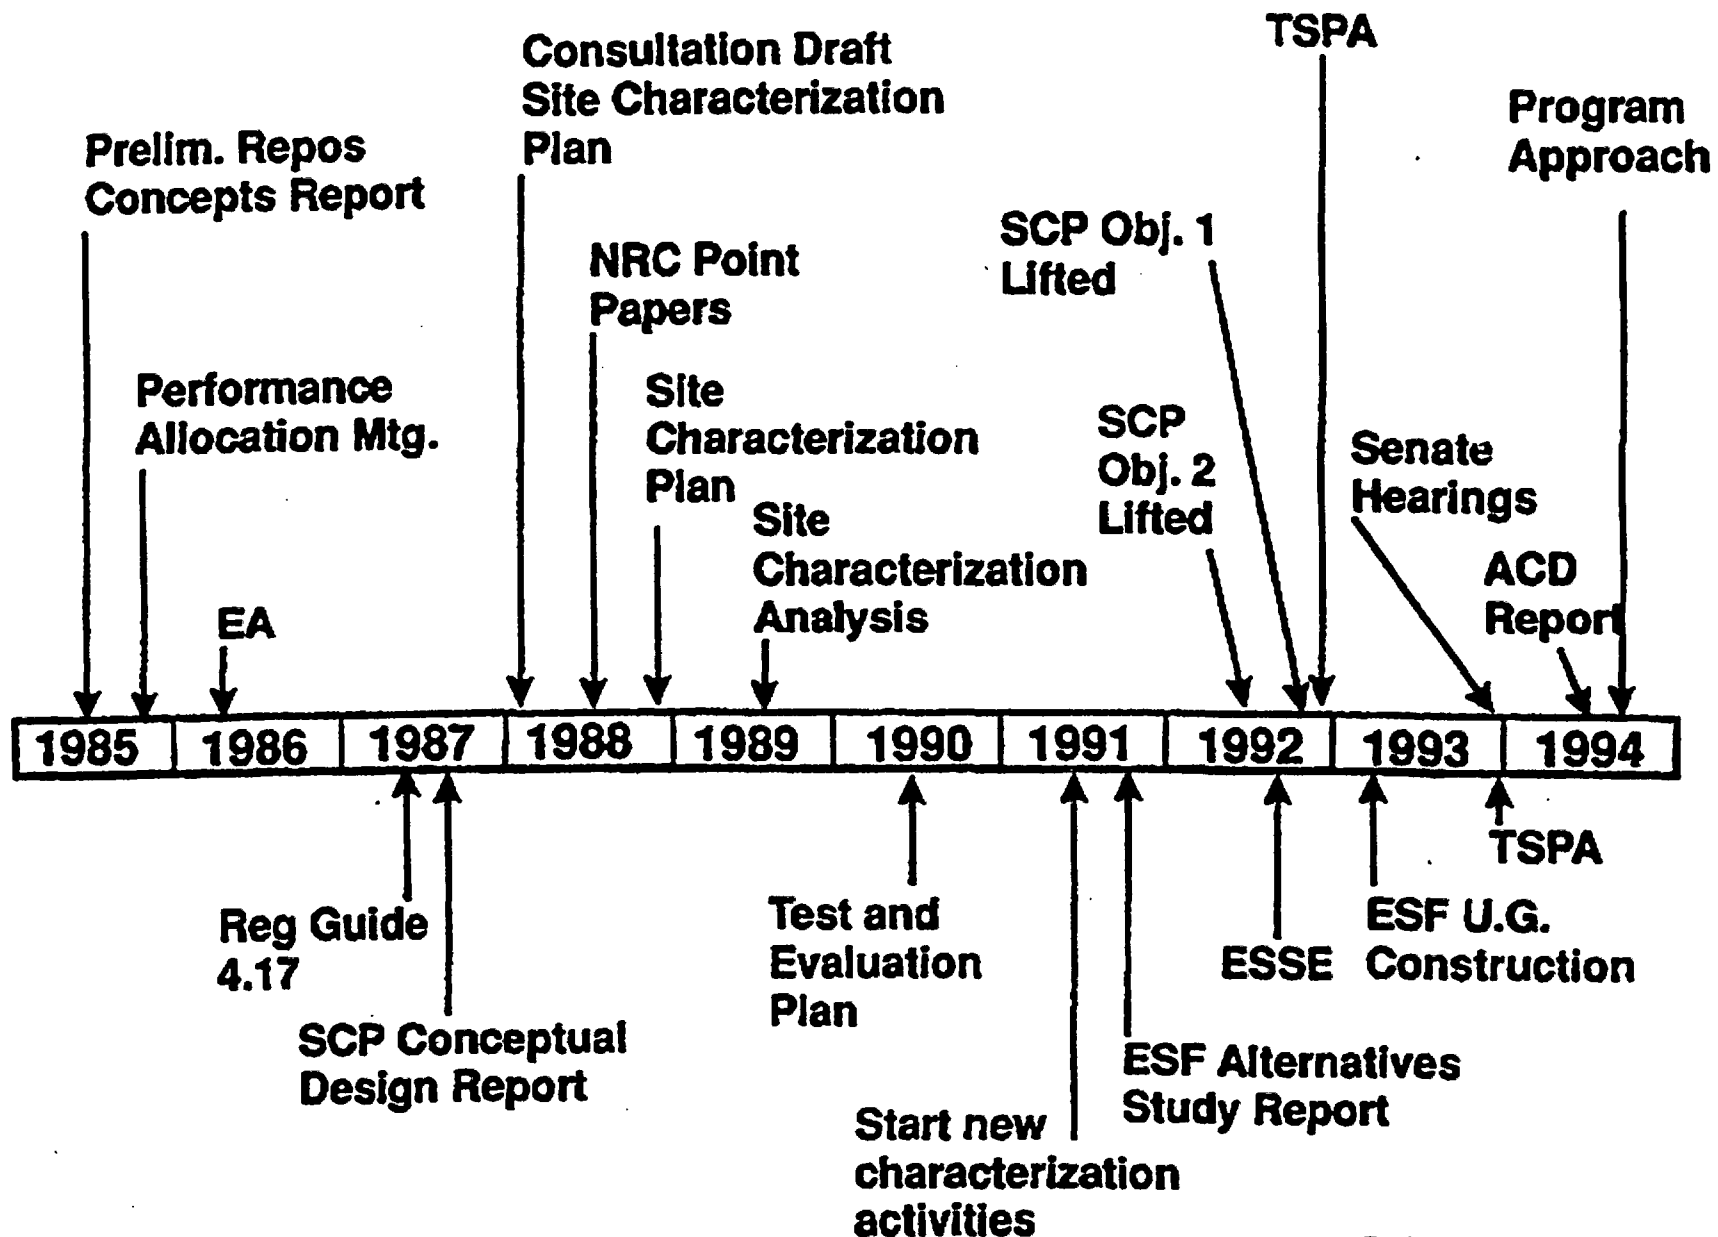 TSPA
Consultation Draft
Site Characterization
Plan
Program
Approach
Prelim. Repos
Concepts Report
SCP Obj. 1
Lifted
NRC Point
Papers
Performance
Allocation Mtg.
Site
Characterization
Plan
SCP
Obj. 2
Lifted
Senate
Hearings
Site
Characterization
Analysis
ACD
Report
EA
1985 1986 1987 1988 1989 1990 1991 1992 1993 1994
TSPA
Reg Guide
4.17
Test and
Evaluation
Plan
ESF U.G.
Construction
ESSE
SCP Conceptual
Design Report
ESF Alternatives
Study Report
Start new
characterization
activities